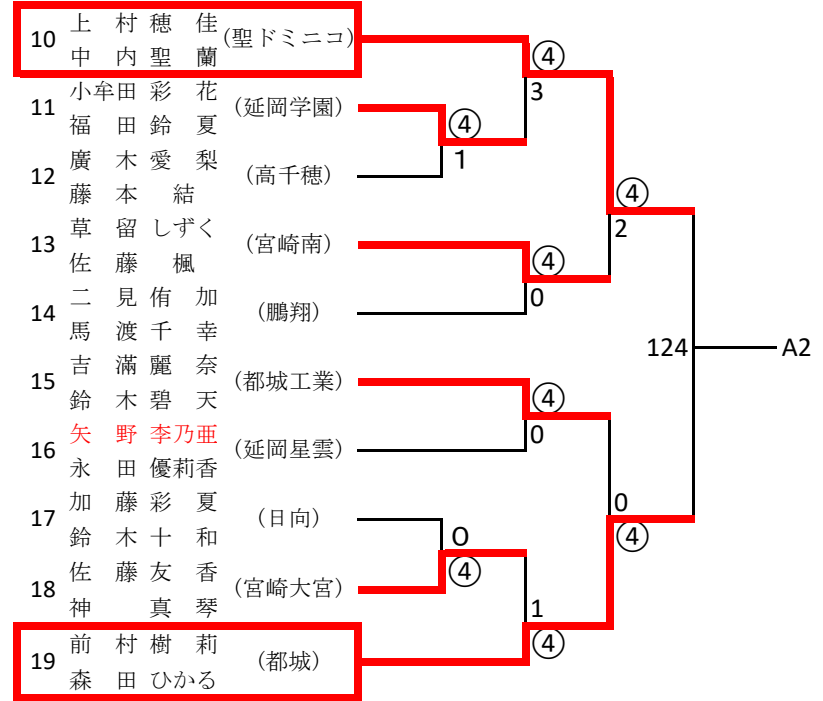 10 上村穂佳 (聖ドミニコ)
中内聖蘭
④
3
11 小牟田彩花 (延岡学園)
福田鈴夏
④
1
12 廣木愛梨 (高千穂)
藤本結
④
2
13 草留しずく (宮崎南)
佐藤楓
④
0
14 二見侑加 (鵬翔)
馬渡千幸
124 A2
15 吉滿麗奈 (都城工業)
鈴木碧天
④
0
16 矢野李乃亜 (延岡星雲)
永田優莉香
17 加藤彩夏 (日向)
鈴木十和
0
④
0
④
18 佐藤友香 (宮崎大宮)
神真琴
1
④
19 前村樹莉 (都城)
森田ひかる